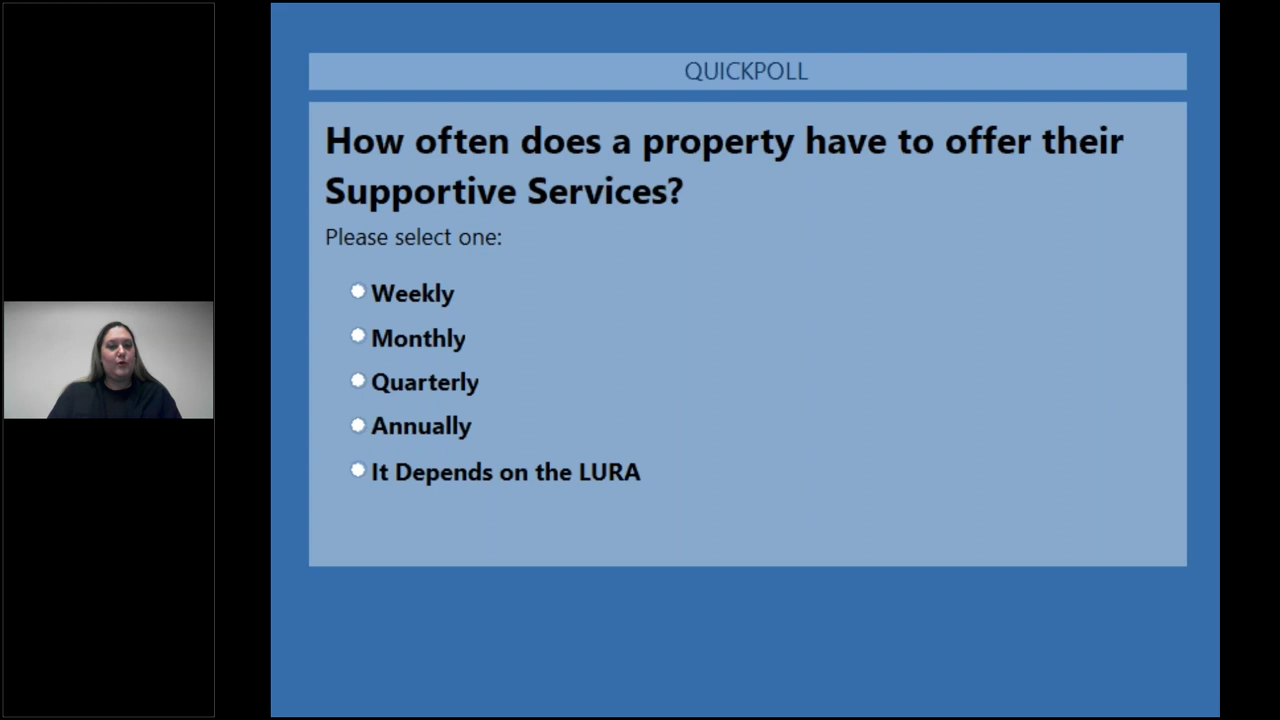 QUICKPOLL
How often does a property have to offer their
Supportive Services?
Please select one:
Weekly
Monthly
Quarterly
Annually
It Depends on the LURA